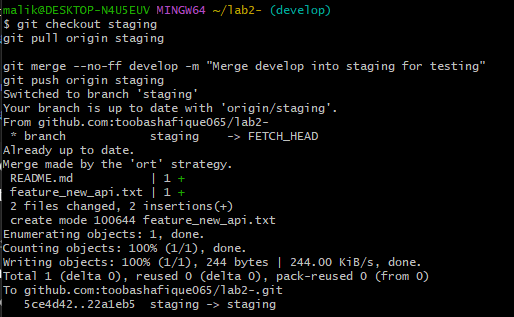 malik@DESKTOP-N4U5EUV MINGW64 ~/lab2- (develop)
$ git checkout staging
git pull origin staging

git merge --no-ff develop -m "Merge develop into staging for testing"
git push origin staging
Switched to branch 'staging'
Your branch is up to date with 'origin/staging'.
From github.com:toobashafique065/lab2-
 * branch            staging    -> FETCH_HEAD
Already up to date.
Merge made by the 'ort' strategy.
 README.md           | 1 +
 feature_new_api.txt | 1 +
 2 files changed, 2 insertions(+)
 create mode 100644 feature_new_api.txt
Enumerating objects: 1, done.
Counting objects: 100% (1/1), done.
Writing objects: 100% (1/1), 244 bytes | 244.00 KiB/s, done.
Total 1 (delta 0), reused 0 (delta 0), pack-reused 0 (from 0)
To github.com:toobashafique065/lab2-.git
   5ce4d42..22a1eb5  staging -> staging